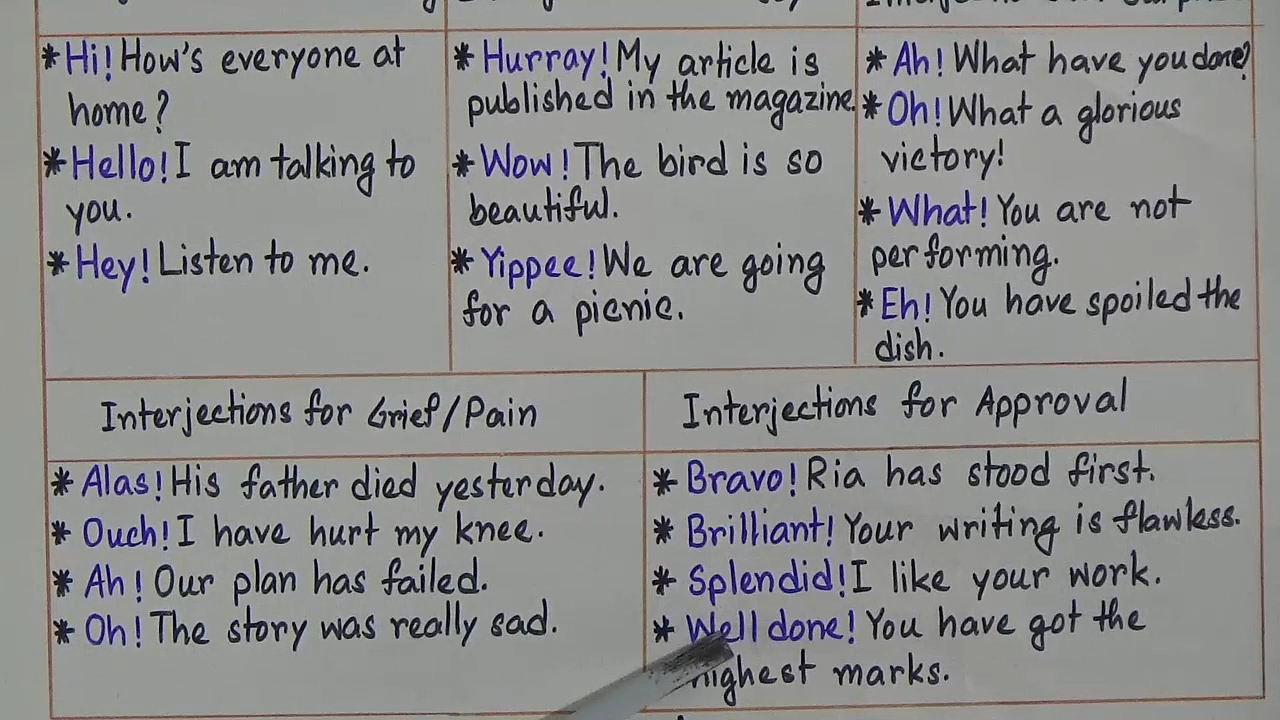 *Hi! How's everyone at
home?
*Hello! I am talking to
you.
*Hey! Listen to me.
*Hurray! My article is
published in the magazine.
*Wow! The bird is so
beautiful.
*Yippee! We are going
for a picnic.
*Ah! What have you done?
*Oh! What a glorious
victory!
*What! You are not
performing.
*Eh! You have spoiled the
dish.
Interjections for Grief/Pain
*Alas! His father died yesterday.
*Ouch! I have hurt my knee.
*Ah! Our plan has failed.
*Oh! The story was really sad.
Interjections for Approval
*Bravo! Ria has stood first.
*Brilliant! Your writing is flawless.
*Splendid! I like your work.
*Well done! You have got the
highest marks.